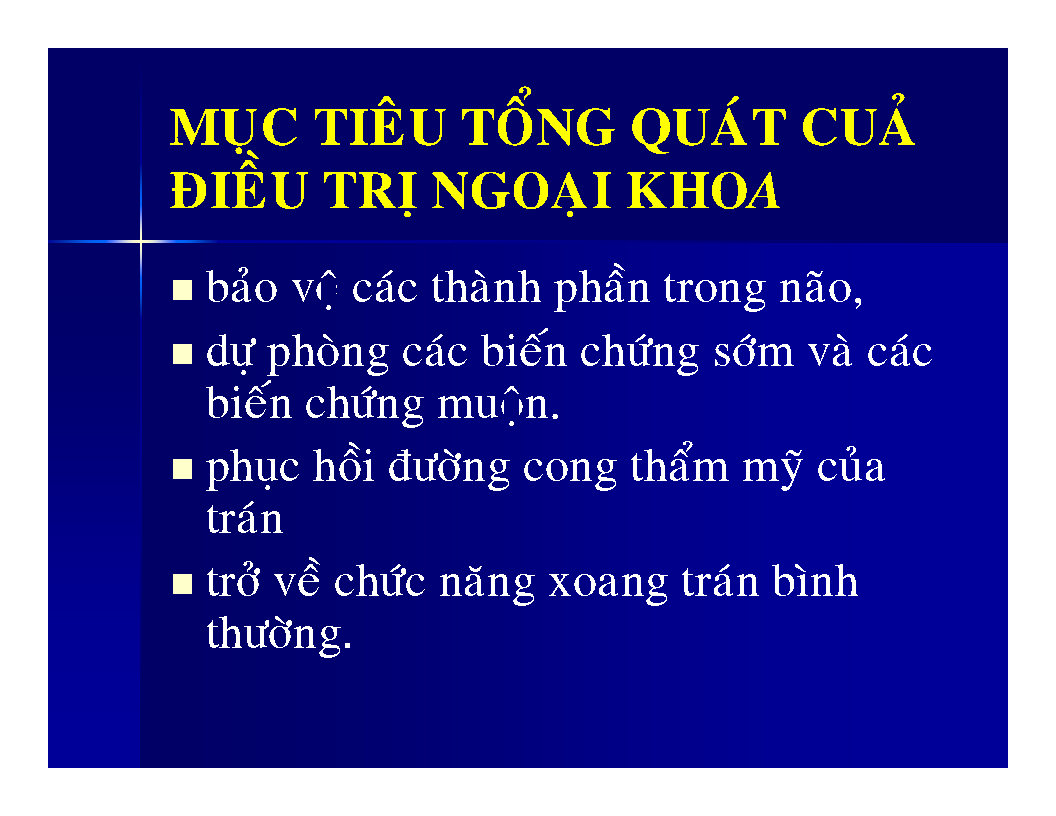 MỤC TIÊU TỔNG QUÁT CUẢ
ĐIỀU TRỊ NGOẠI KHOA
bảo vệ các thành phần trong não,
dự phòng các biến chứng sớm và các
biến chứng muộn.
phục hồi đường cong thẩm mỹ của
trán
trở về chức năng xoang trán bình
thường.